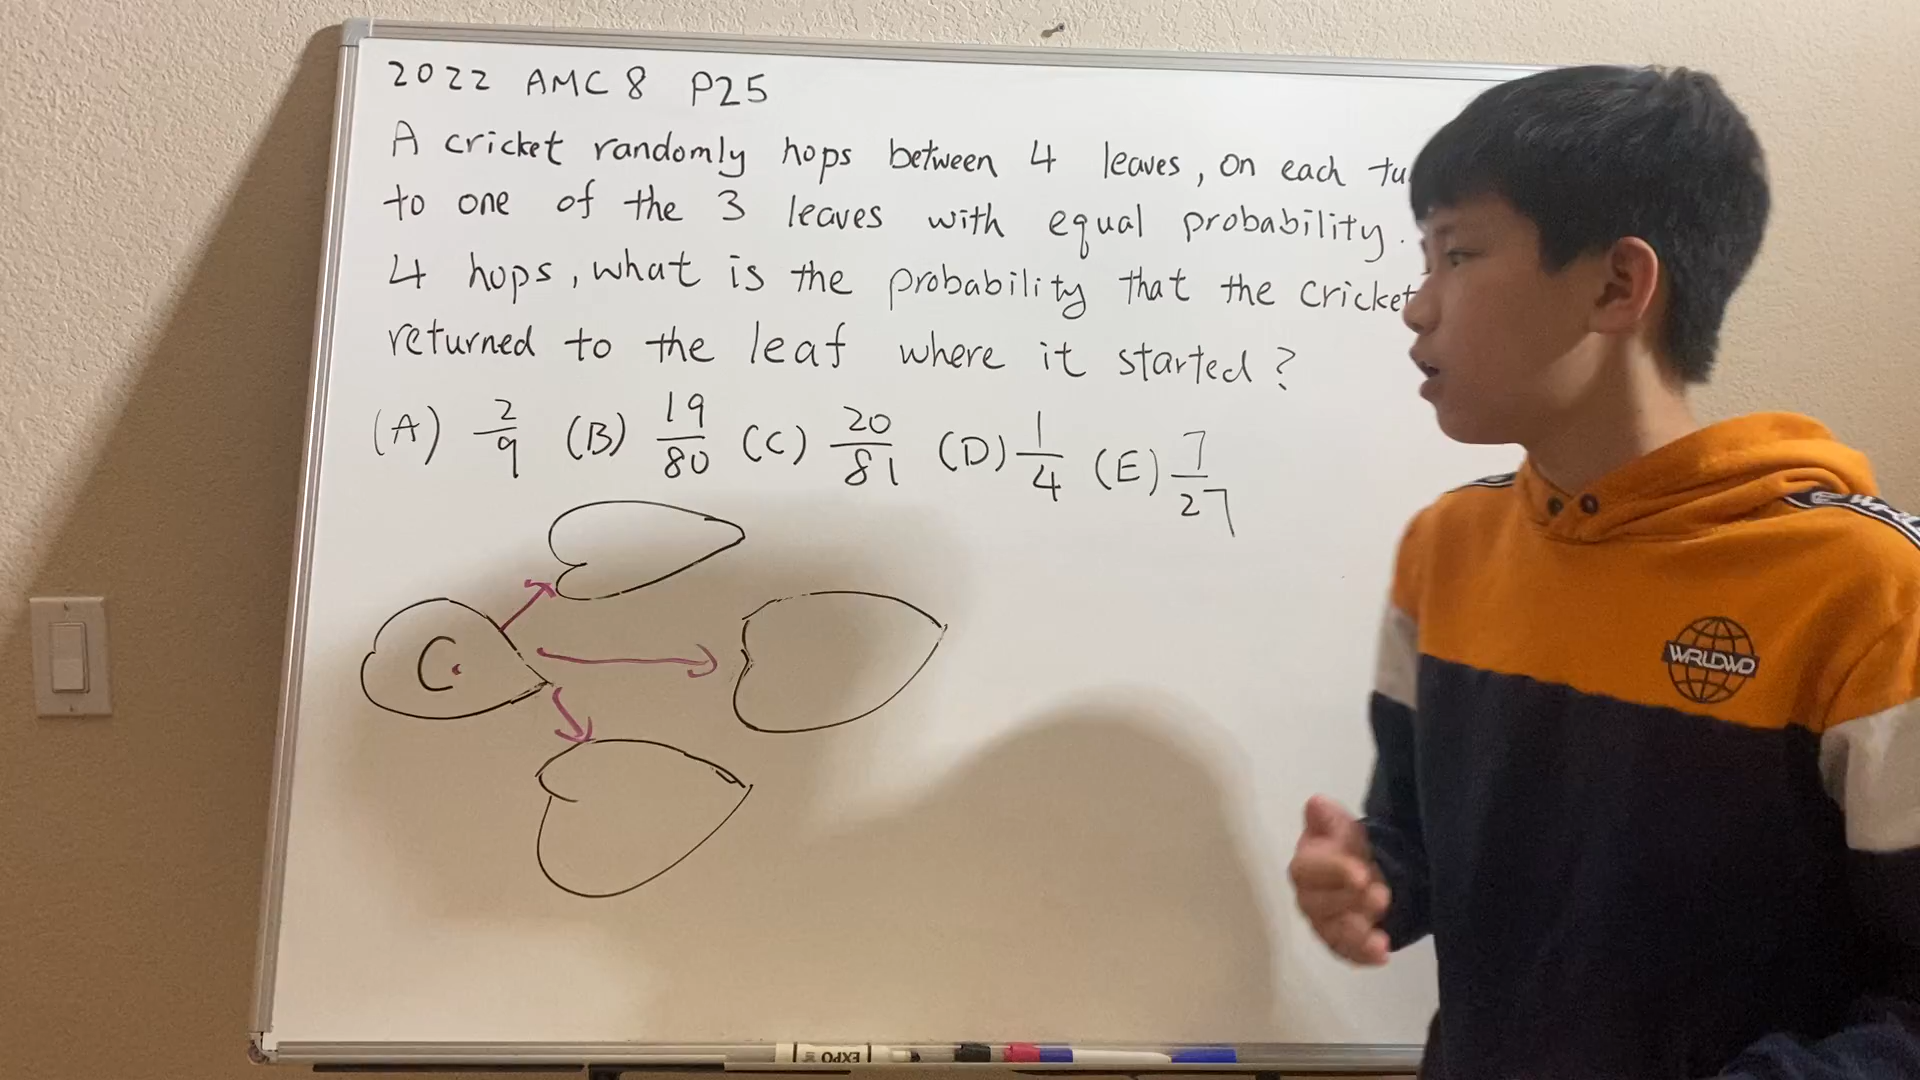 2022 AMC 8 P25
A cricket randomly hops between 4 leaves, on each
to one of the 3 leaves with equal probability.
4 hops, what is the probability that the cricket
returned to the leaf where it started?
(A) 2/9 (B) 19/80 (C) 20/81 (D) 1/4 (E) 7/27
C
WRLDWD
EXPO